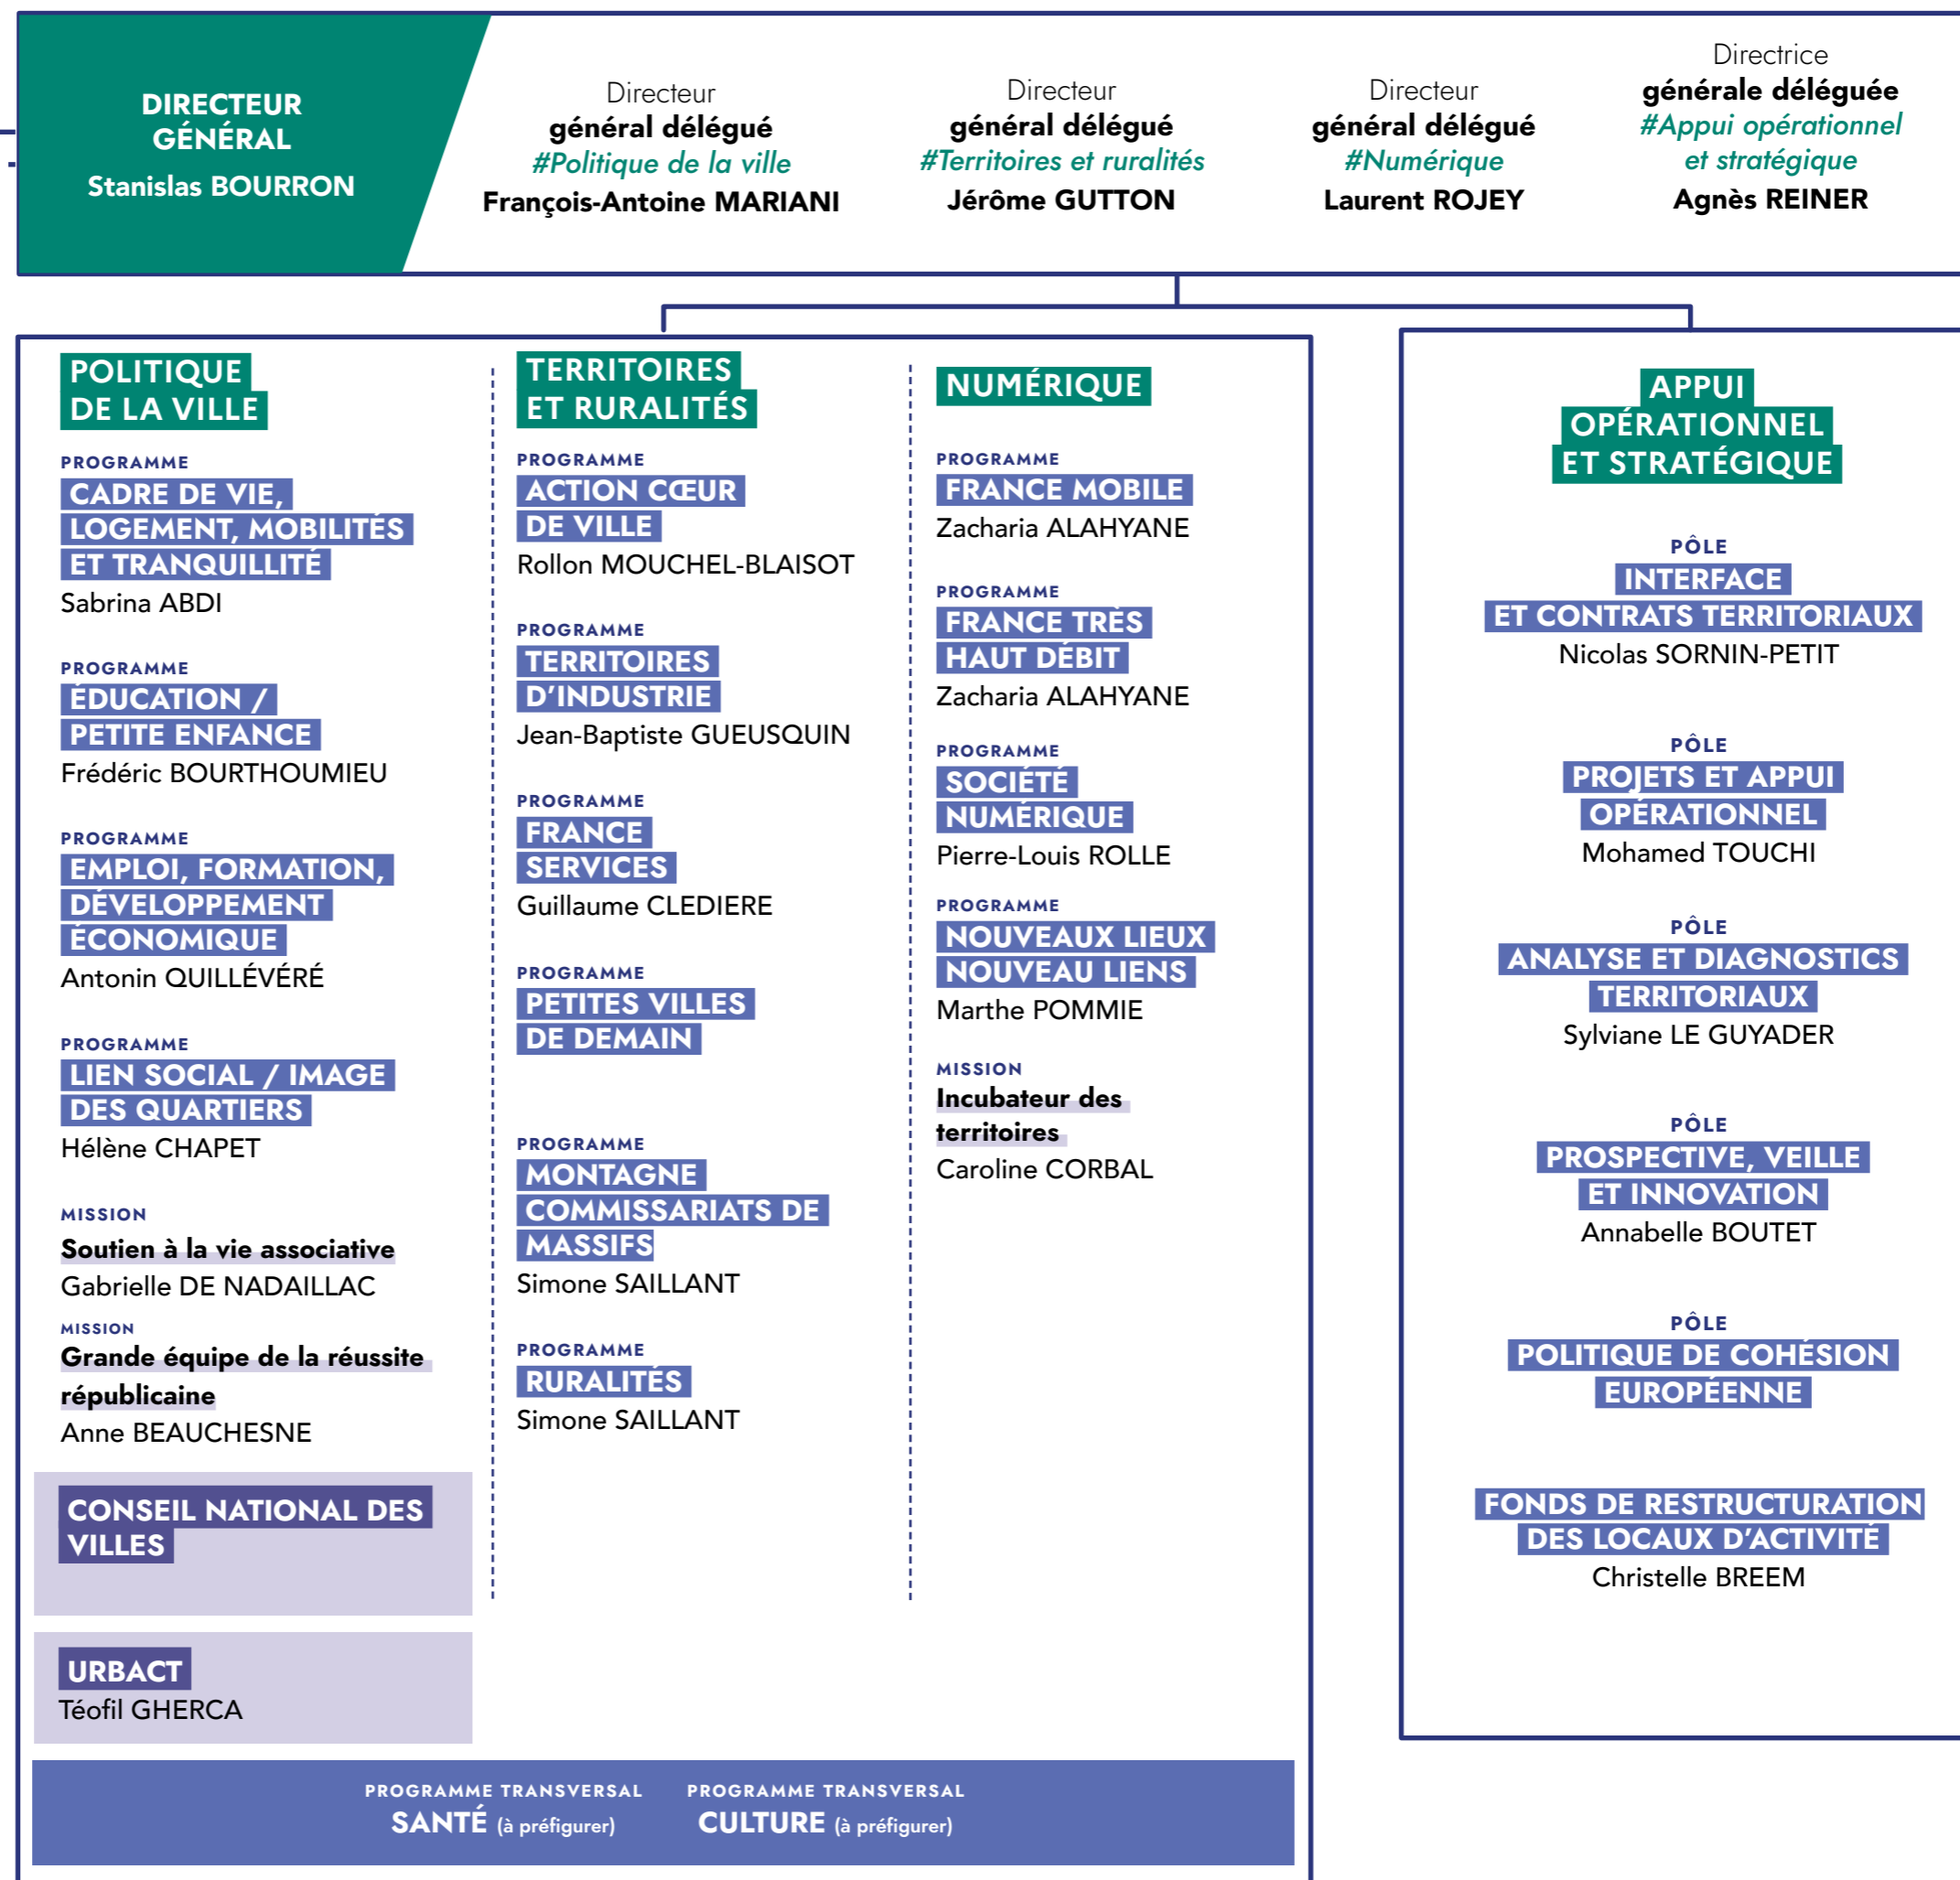 DIRECTEUR
GÉNÉRAL
Stanislas BOURRON
Directeur
général délégué
#Politique de la ville
François-Antoine MARIANI
Directeur
général délégué
#Territoires et ruralités
Jérôme GUTTON
Directeur
général délégué
#Numérique
Laurent ROJEY
Directrice
générale déléguée
#Appui opérationnel
et stratégique
Agnès REINER
POLITIQUE
DE LA VILLE
PROGRAMME
CADRE DE VIE,
LOGEMENT, MOBILITÉS
ET TRANQUILLITÉ
Sabrina ABDI
PROGRAMME
ÉDUCATION /
PETITE ENFANCE
Frédéric BOURTHOUMIEU
PROGRAMME
EMPLOI, FORMATION,
DÉVELOPPEMENT
ÉCONOMIQUE
Antonin QUILLÉVÉRÉ
PROGRAMME
LIEN SOCIAL / IMAGE
DES QUARTIERS
Hélène CHAPET
MISSION
Soutien à la vie associative
Gabrielle DE NADAILLAC
MISSION
Grande équipe de la réussite
républicaine
Anne BEAUCHESNE
CONSEIL NATIONAL DES
VILLES
URBACT
Téofil GHERCA
TERRITOIRES
ET RURALITÉS
PROGRAMME
ACTION CŒUR
DE VILLE
Rollon MOUCHEL-BLAISOT
PROGRAMME
TERRITOIRES
D'INDUSTRIE
Jean-Baptiste GUEUSQUIN
PROGRAMME
FRANCE
SERVICES
Guillaume CLEDIERE
PROGRAMME
PETITES VILLES
DE DEMAIN
PROGRAMME
MONTAGNE
COMMISSARIATS DE
MASSIFS
Simone SAILLANT
PROGRAMME
RURALITÉS
Simone SAILLANT
NUMÉRIQUE
PROGRAMME
FRANCE MOBILE
Zacharia ALAHYANE
PROGRAMME
FRANCE TRÈS
HAUT DÉBIT
Zacharia ALAHYANE
PROGRAMME
SOCIÉTÉ
NUMÉRIQUE
Pierre-Louis ROLLE
PROGRAMME
NOUVEAUX LIEUX
NOUVEAU LIENS
Marthe POMMIE
MISSION
Incubateur des
territoires
Caroline CORBAL
PROGRAMME TRANSVERSAL
SANTÉ (à préfigurer)
PROGRAMME TRANSVERSAL
CULTURE (à préfigurer)
APPUI
OPÉRATIONNEL
ET STRATÉGIQUE
PÔLE
INTERFACE
ET CONTRATS TERRITORIAUX
Nicolas SORNIN-PETIT
PÔLE
PROJETS ET APPUI
OPÉRATIONNEL
Mohamed TOUCHI
PÔLE
ANALYSE ET DIAGNOSTICS
TERRITORIAUX
Sylviane LE GUYADER
PÔLE
PROSPECTIVE, VEILLE
ET INNOVATION
Annabelle BOUTET
PÔLE
POLITIQUE DE COHÉSION
EUROPÉENNE
FONDS DE RESTRUCTURATION
DES LOCAUX D'ACTIVITÉ
Christelle BREEM